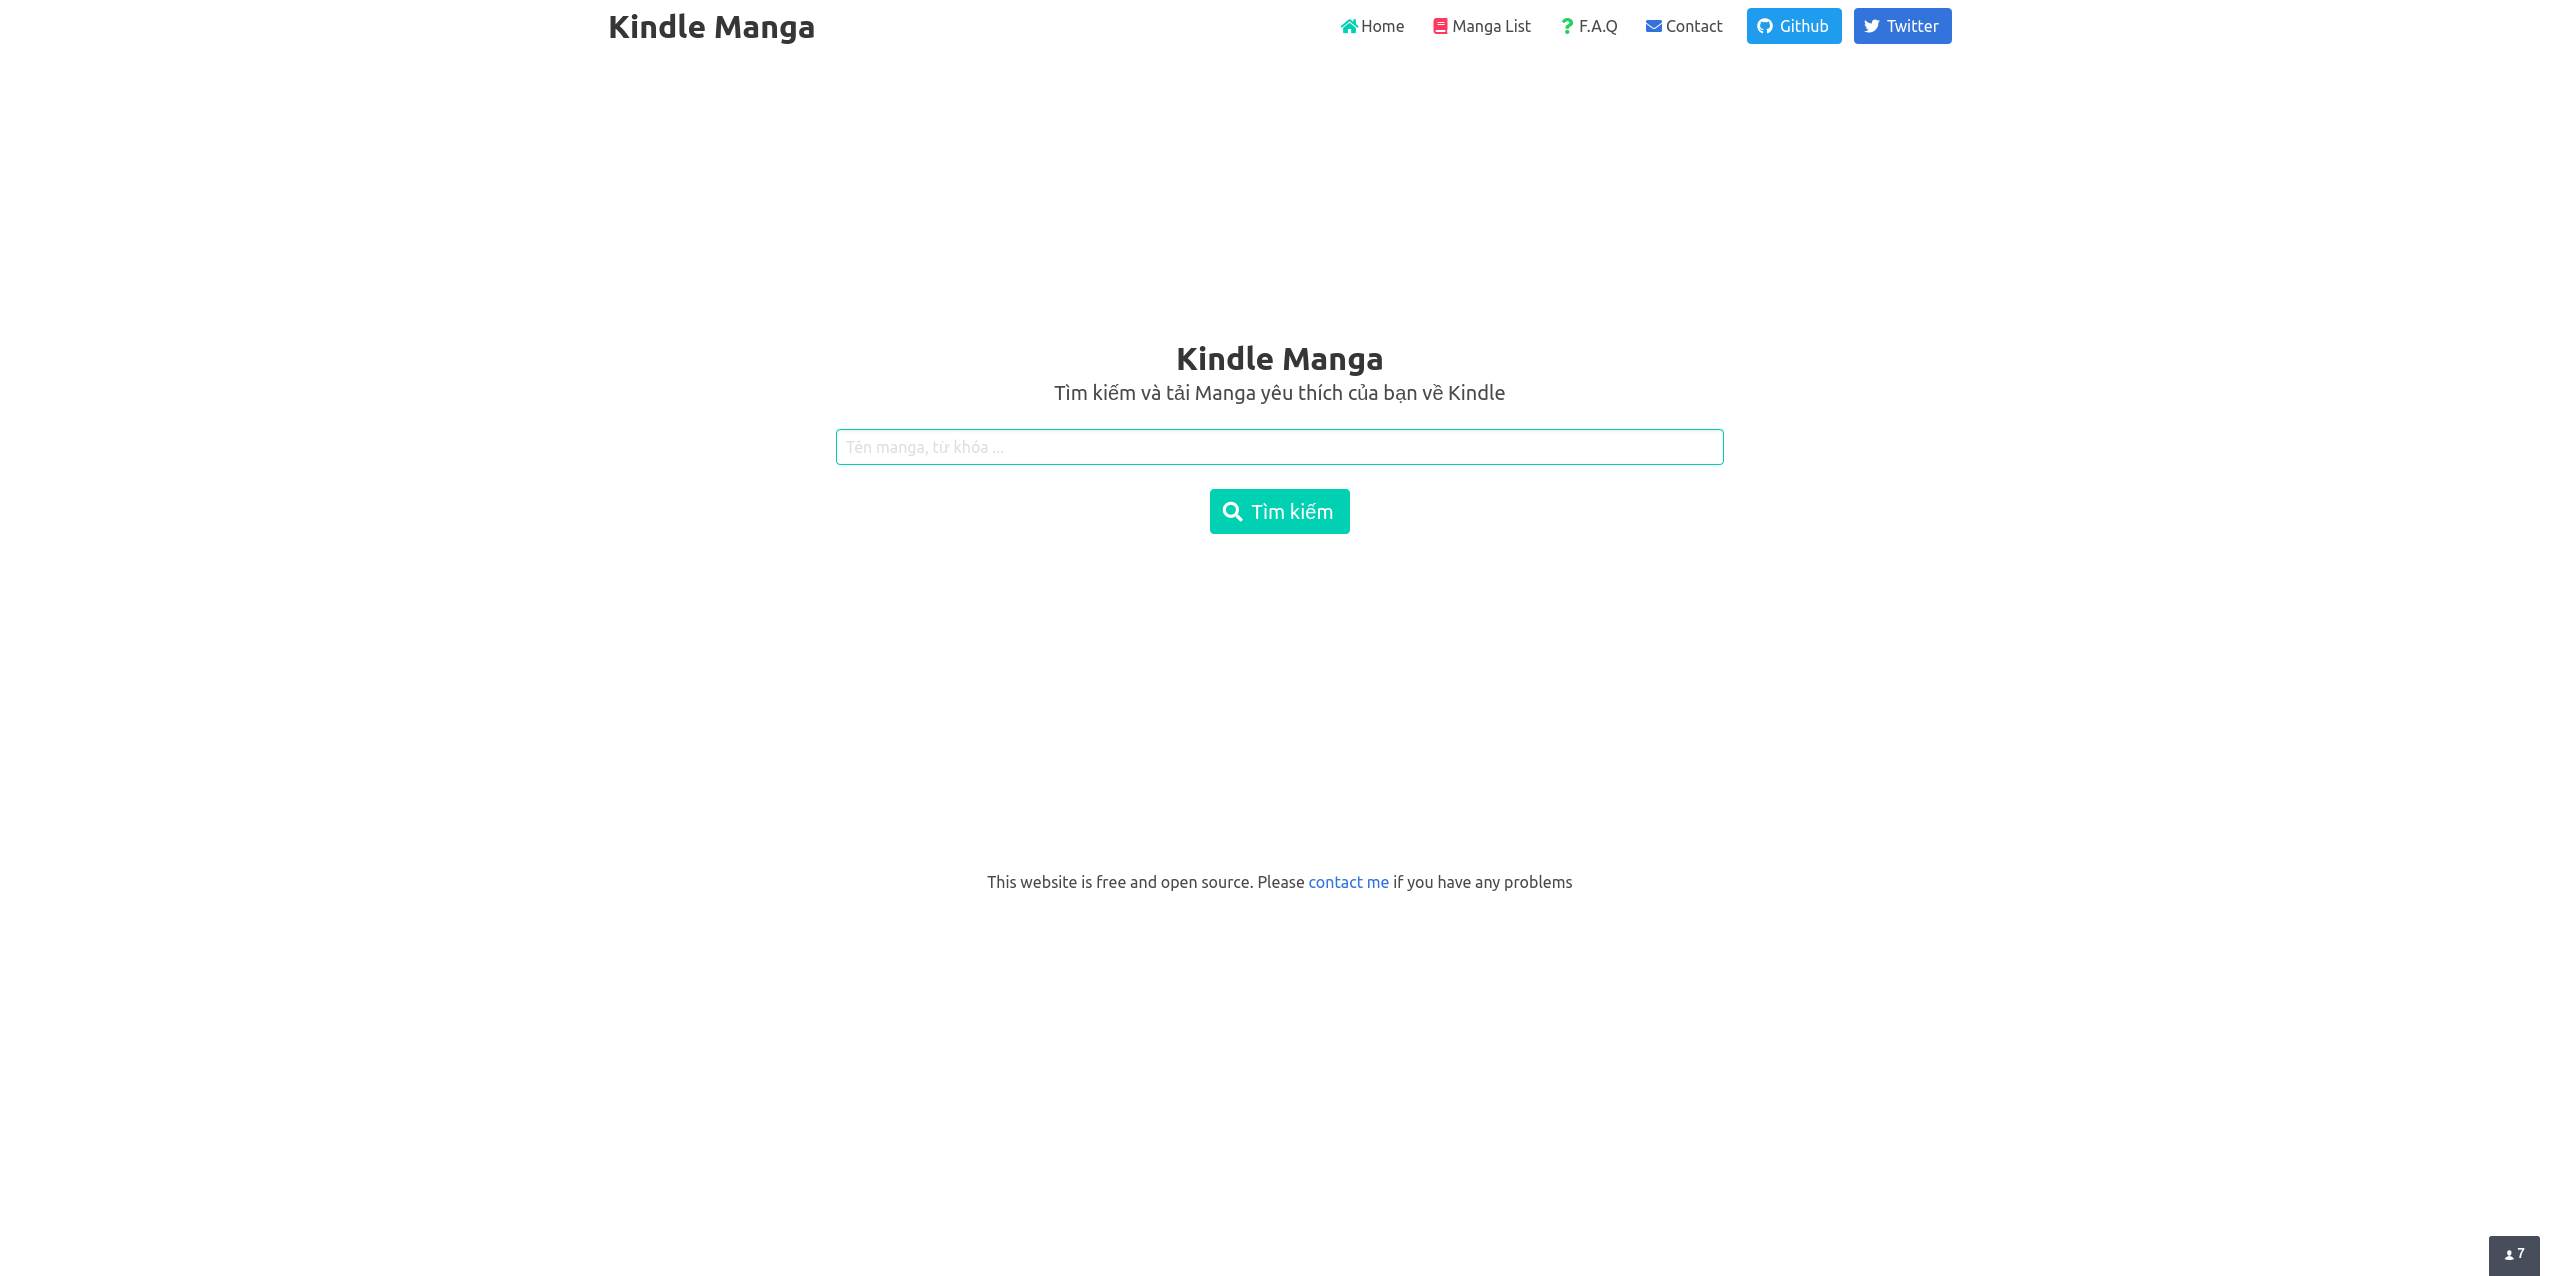 Kindle Manga
Home Manga List F.A.Q Contact Github Twitter
Kindle Manga
Tìm kiếm và tải Manga yêu thích của bạn về Kindle
Tên manga, từ khóa ...
Tìm kiếm
This website is free and open source. Please contact me if you have any problems
7